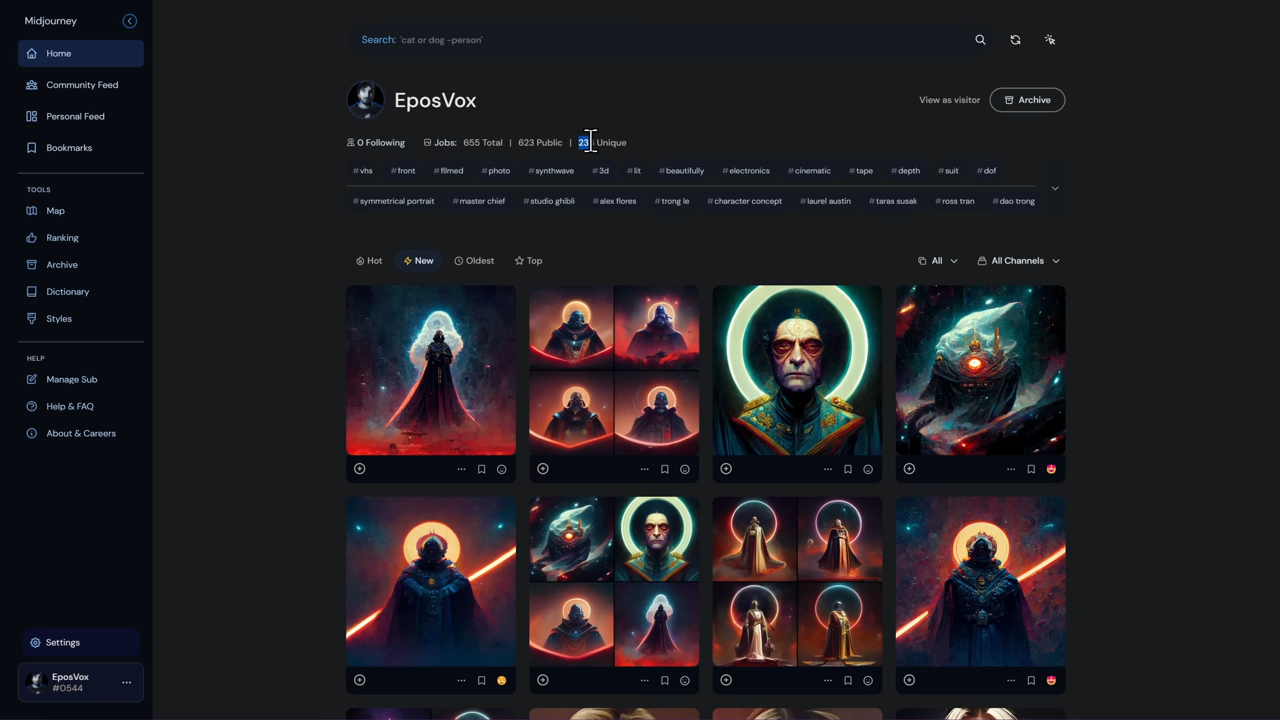 Midjourney
Home
Community Feed
Personal Feed
Bookmarks
TOOLS
Map
Ranking
Archive
Dictionary
Styles
HELP
Manage Sub
Help & FAQ
About & Careers
Settings
EposVox
#0544
Search: 'cat or dog -person'
EposVox
View as visitor Archive
0 Following Jobs: 655 Total | 623 Public | Unique
#vhs #front #filmed #photo #synthwave #3d #lit #beautifully #electronics #cinematic #tape #depth #suit #dof
#symmetrical portrait #master chief #studio ghibli #alex flores #trong le #character concept #laurel austin #taras susak #ross tran #dao trong
Hot New Oldest Top All All Channels